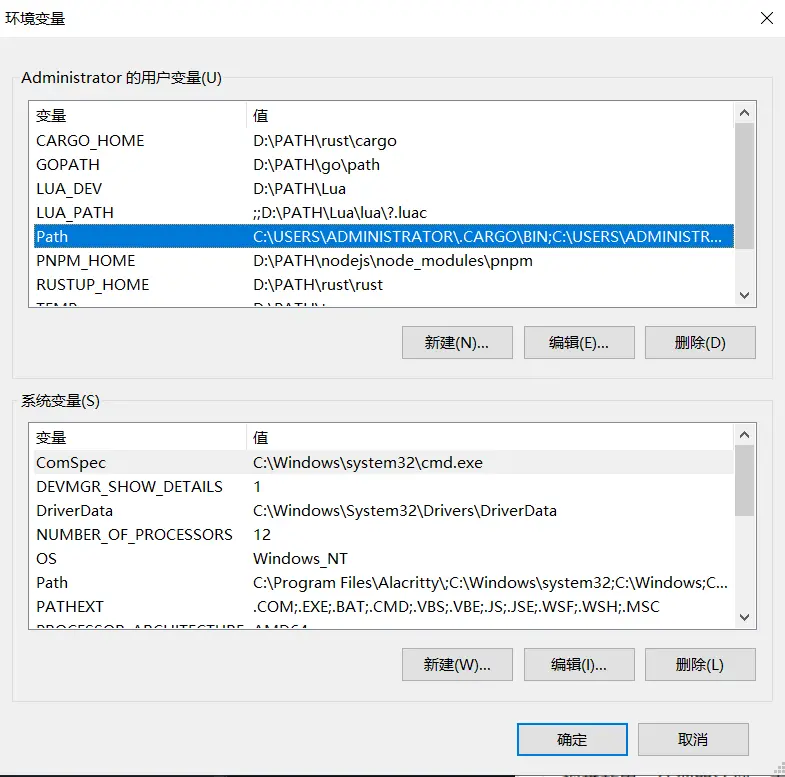 环境变量
Administrator 的用户变量(U)
变量 值
CARGO_HOME D:\PATH\rust\cargo
GOPATH D:\PATH\go\path
LUA_DEV D:\PATH\Lua
LUA_PATH ;;D:\PATH\Lua\lua\?.luac
Path C:\USERS\ADMINISTRATOR\.CARGO\BIN;C:\USERS\ADMINISTR...
PNPM_HOME D:\PATH\nodejs\node_modules\pnpm
RUSTUP_HOME D:\PATH\rust\rust
新建(N)... 编辑(E)... 删除(D)
系统变量(S)
变量 值
ComSpec C:\Windows\system32\cmd.exe
DEVMGR_SHOW_DETAILS 1
DriverData C:\Windows\System32\Drivers\DriverData
NUMBER_OF_PROCESSORS 12
OS Windows_NT
Path C:\Program Files\Alacritty\;C:\Windows\system32;C:\Windows;C...
PATHEXT .COM;.EXE;.BAT;.CMD;.VBS;.VBE;.JS;.JSE;.WSF;.WSH;.MSC
PROCESSOR_ARCHITECTURE AMD64
新建(W)... 编辑(I)... 删除(L)
确定 取消